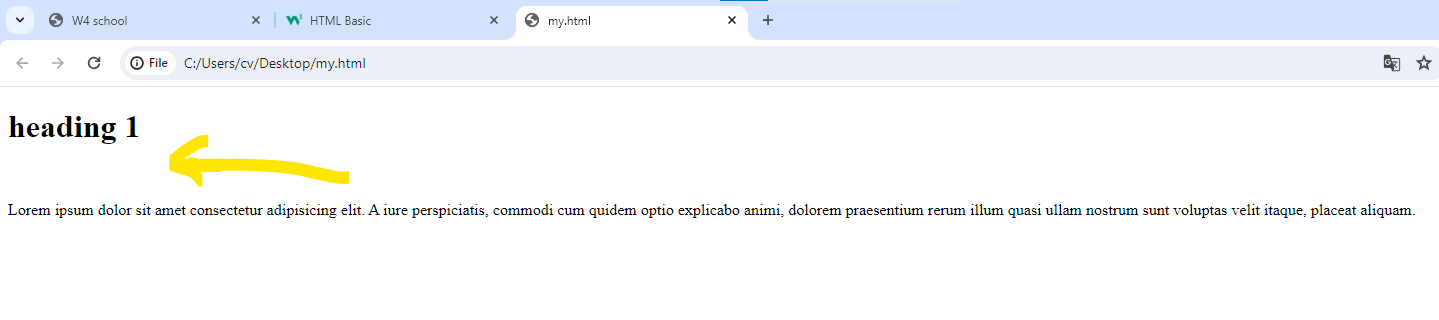 W4 school HTML Basic my.html
File C:/Users/cv/Desktop/my.html
heading 1
Lorem ipsum dolor sit amet consectetur adipisicing elit. A iure perspiciatis, commodi cum quidem optio explicabo animi, dolorem praesentium rerum illum quasi ullam nostrum sunt voluptas velit itaque, placeat aliquam.